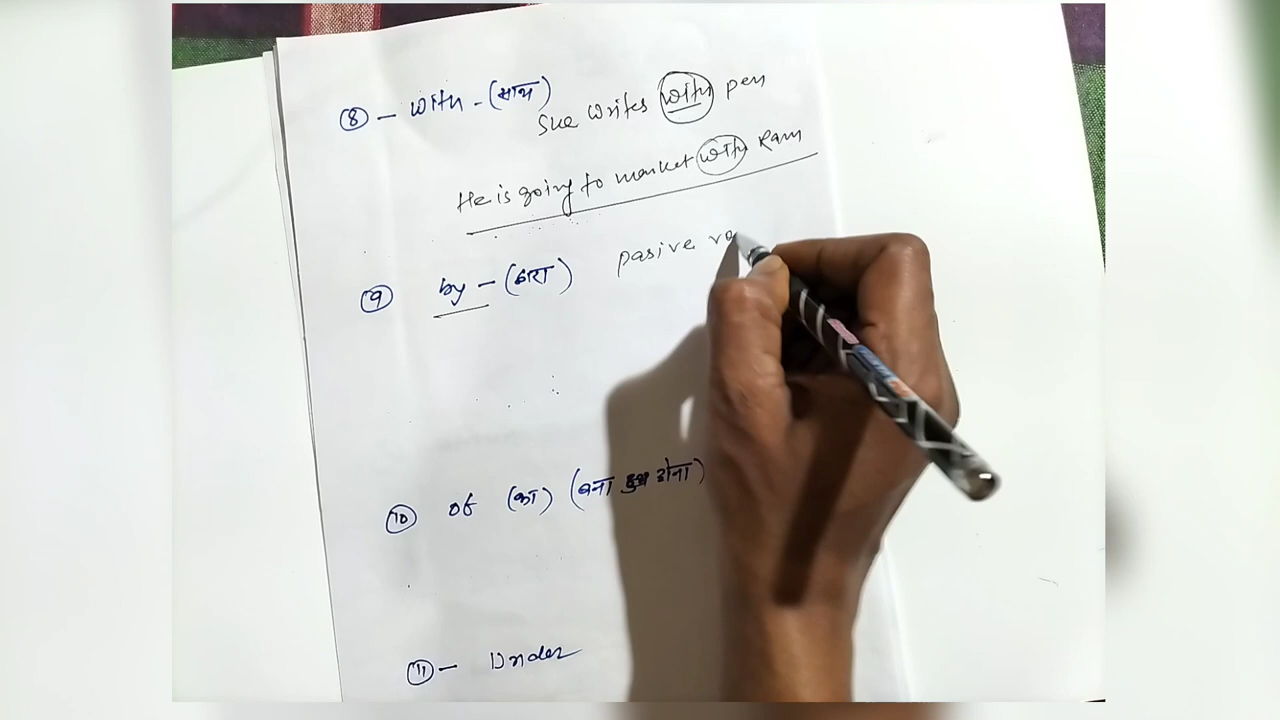 8 - with - (साथ)
She writes with pen
He is going to market with Ram
9 by - (द्वारा) pasive
10 of (का) (बना हुआ होना)
11 - Under